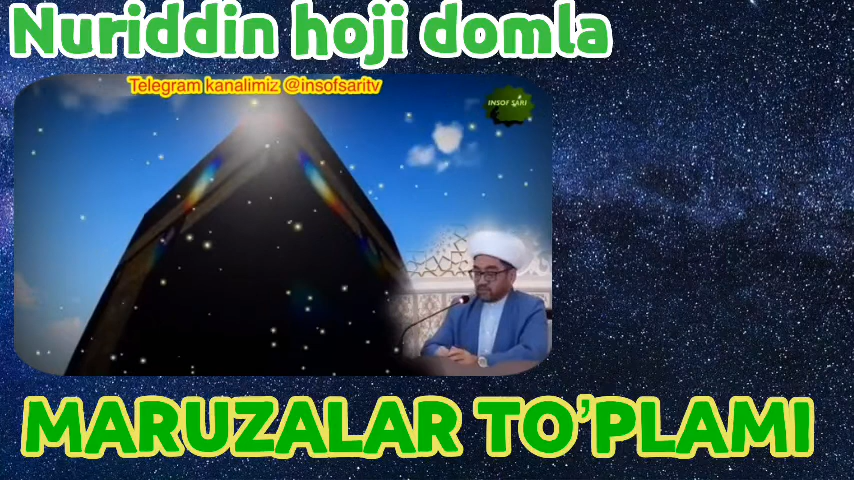 Nuriddin hoji domla
Telegram kanalimiz @insofsaritv
INSOF SARI
MARUZALAR TO’PLAMI